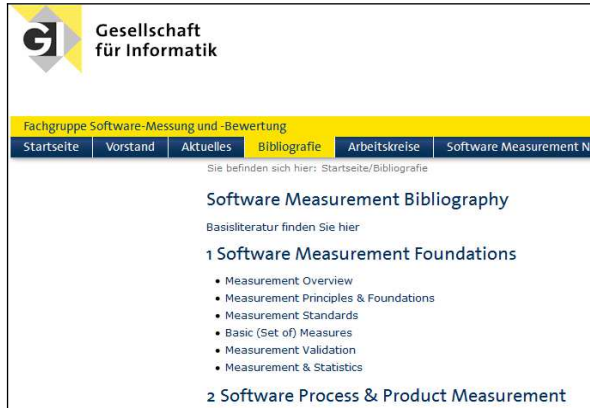 GI
Gesellschaft
für Informatik
Fachgruppe Software-Messung und -Bewertung
Startseite Vorstand Aktuelles Bibliografie Arbeitskreise Software Measurement N
Sie befinden sich hier: Startseite/Bibliografie
Software Measurement Bibliography
Basisliteratur finden Sie hier
1 Software Measurement Foundations
• Measurement Overview
• Measurement Principles & Foundations
• Measurement Standards
• Basic (Set of) Measures
• Measurement Validation
• Measurement & Statistics
2 Software Process & Product Measurement